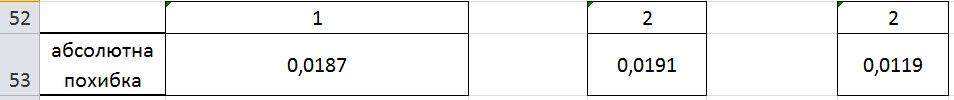 52 1 2 2
абсолютна
похибка
53 0,0187 0,0191 0,0119